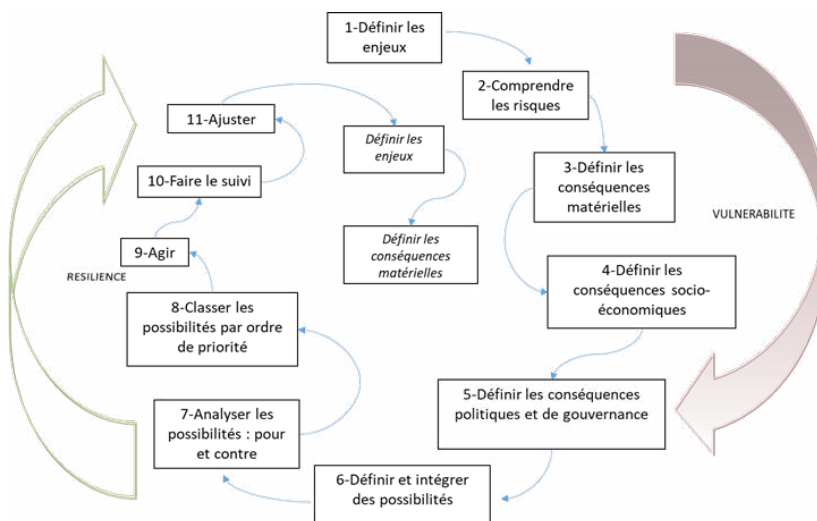 1-Définir les
enjeux
2-Comprendre
les risques
3-Définir les
conséquences
matérielles
VULNERABILITE
4-Définir les
conséquences socio-
économiques
5-Définir les conséquences
politiques et de gouvernance
6-Définir et intégrer
des possibilités
7-Analyser les
possibilités : pour
et contre
8-Classer les
possibilités par ordre
de priorité
RESILIENCE
9-Agir
10-Faire le suivi
11-Ajuster
Définir les
enjeux
Définir les
conséquences
matérielles